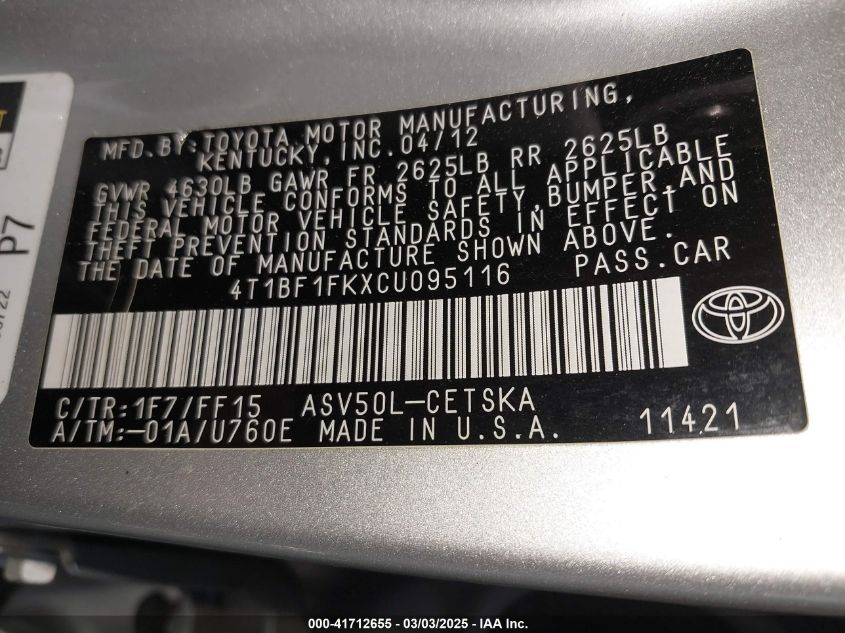 MFD. BY: TOYOTA MOTOR MANUFACTURING,
KENTUCKY, INC. 04/12
GVWR 4630LB GAWR FR 2625LB RR 2625LB
THIS VEHICLE CONFORMS TO ALL APPLICABLE
FEDERAL MOTOR VEHICLE SAFETY, BUMPER, AND
THEFT PREVENTION STANDARDS IN EFFECT ON
THE DATE OF MANUFACTURE SHOWN ABOVE.
4T1BF1FKXCU095116 PASS. CAR
C/TR: 1F7/FF15 ASV50L-CETSKA
A/TM: -01A/U760E MADE IN U.S.A. 11421
P7
000-41712655 - 03/03/2025 - IAA Inc.